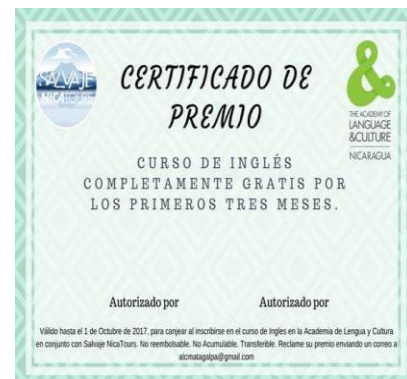 SALVAJE
NICATOURS
CERTIFICADO DE
PREMIO
&
THE ACADEMY OF
LANGUAGE
&CULTURE
NICARAGUA
CURSO DE INGLÉS
COMPLETAMENTE GRATIS POR
LOS PRIMEROS TRES MESES.
Autorizado por Autorizado por
Válido hasta el 1 de Octubre de 2017, para canjear al inscribirse en el curso de Ingles en la Academia de Lengua y Cultura
en conjunto con Salvaje NicaTours. No reembolsable. No Acumulable. Transferible. Reclame su premio enviando un correo a
alcmatagalpa@gmail.com